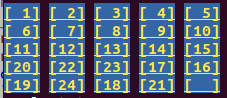 [ 1] [ 2] [ 3] [ 4] [ 5]
[ 6] [ 7] [ 8] [ 9] [10]
[11] [12] [13] [14] [15]
[20] [22] [23] [17] [16]
[19] [24] [18] [21] [ ]